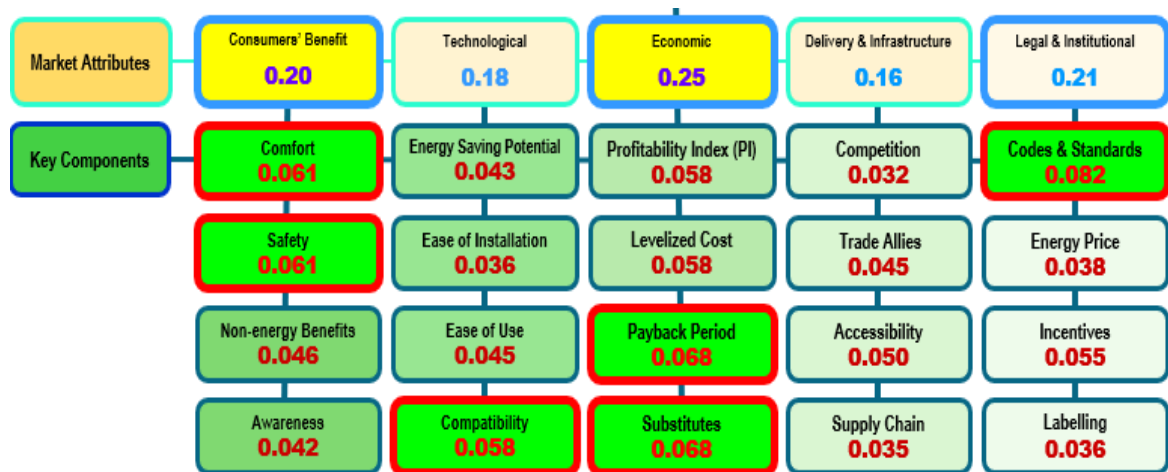 Market Attributes
Consumers' Benefit
0.20
Technological
0.18
Economic
0.25
Delivery & Infrastructure
0.16
Legal & Institutional
0.21
Key Components
Comfort
0.061
Energy Saving Potential
0.043
Profitability Index (PI)
0.058
Competition
0.032
Codes & Standards
0.082
Safety
0.061
Ease of Installation
0.036
Levelized Cost
0.058
Trade Allies
0.045
Energy Price
0.038
Non-energy Benefits
0.046
Ease of Use
0.045
Payback Period
0.068
Accessibility
0.050
Incentives
0.055
Awareness
0.042
Compatibility
0.058
Substitutes
0.068
Supply Chain
0.035
Labelling
0.036